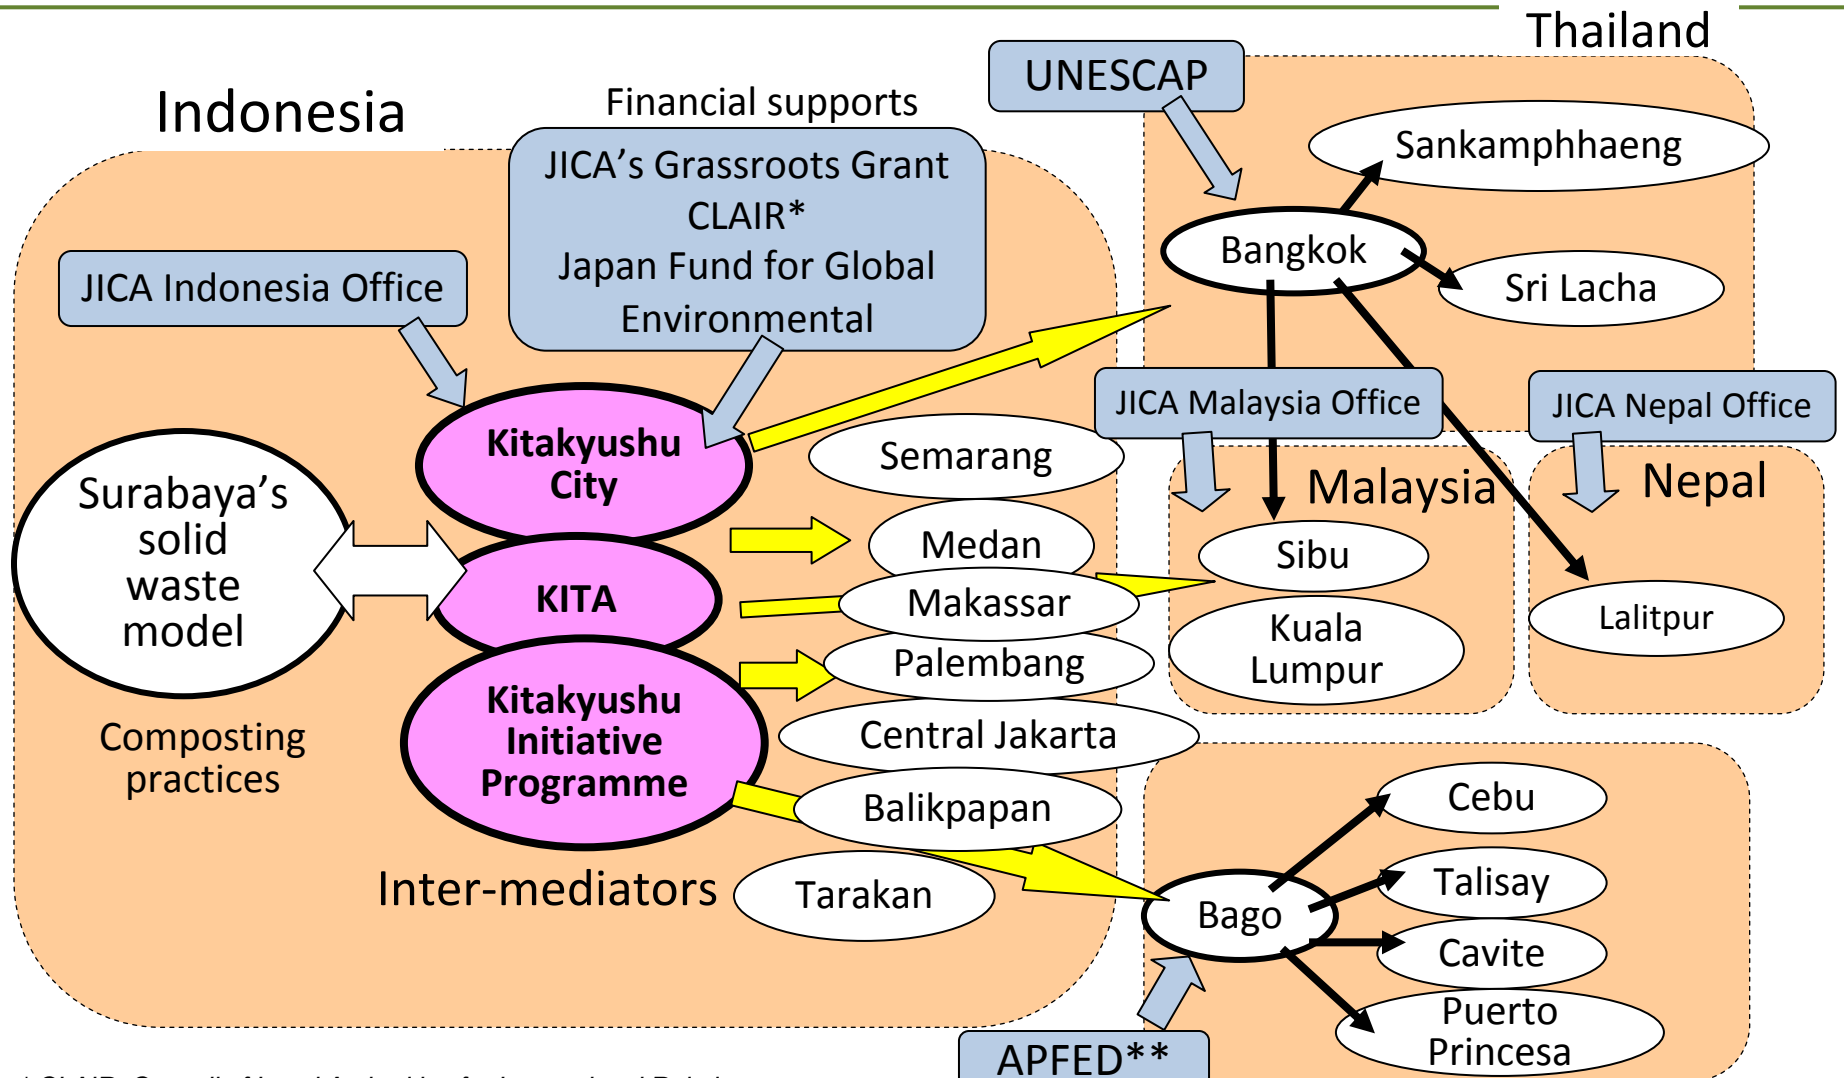 Thailand
UNESCAP
Indonesia
Financial supports
JICA's Grassroots Grant
CLAIR*
Japan Fund for Global
Environmental
JICA Indonesia Office
Sankamphhaeng
Bangkok
Sri Lacha
JICA Malaysia Office
JICA Nepal Office
Kitakyushu
City
Semarang
Malaysia
Nepal
Surabaya's
solid
waste
model
Medan
Sibu
KITA
Makassar
Kuala
Lumpur
Lalitpur
Palembang
Kitakyushu
Initiative
Programme
Composting
practices
Central Jakarta
Balikpapan
Cebu
Inter-mediators
Tarakan
Talisay
Bago
Cavite
Puerto
Princesa
APFED**